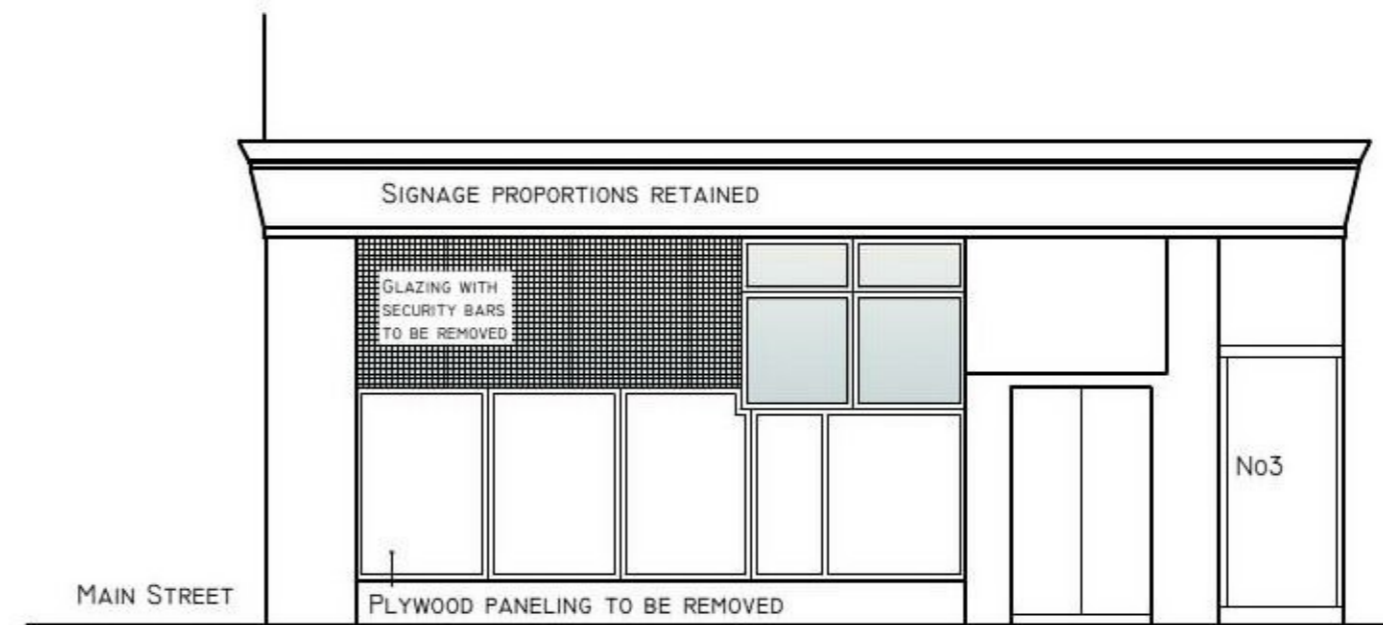 Signage proportions retained
Glazing with
security bars
to be removed
No3
Main Street
Plywood paneling to be removed